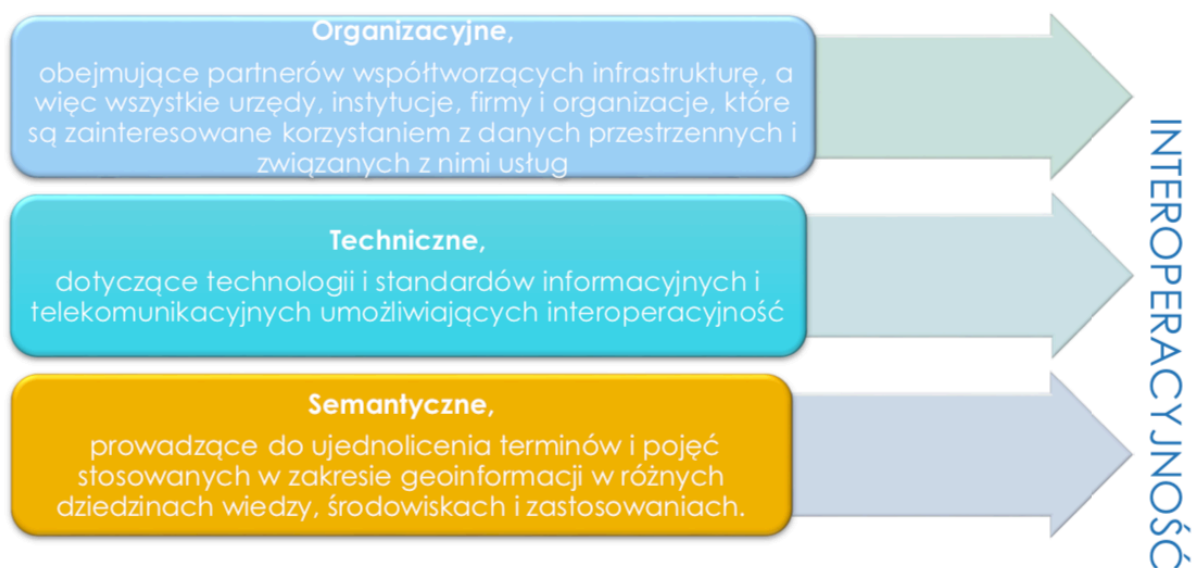 Organizacyjne,
obejmujące partnerów współtworzących infrastrukturę, a
więc wszystkie urzędy, instytucje, firmy i organizacje, które
są zainteresowane korzystaniem z danych przestrzennych i
związanych z nimi usług
Techniczne,
dotyczące technologii i standardów informacyjnych i
telekomunikacyjnych umożliwiających interoperacyjność
Semantyczne,
prowadzące do ujednolicenia terminów i pojęć
stosowanych w zakresie geoinformacji w różnych
dziedzinach wiedzy, środowiskach i zastosowaniach.
INTEROPERACYJNOŚĆ